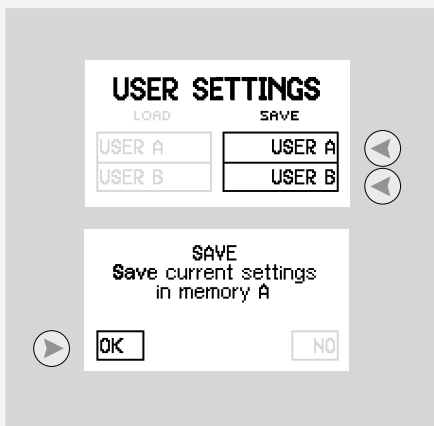 USER SETTINGS
LOAD SAVE
USER A USER A
USER B USER B
SAVE
Save current settings
in memory A
OK NO